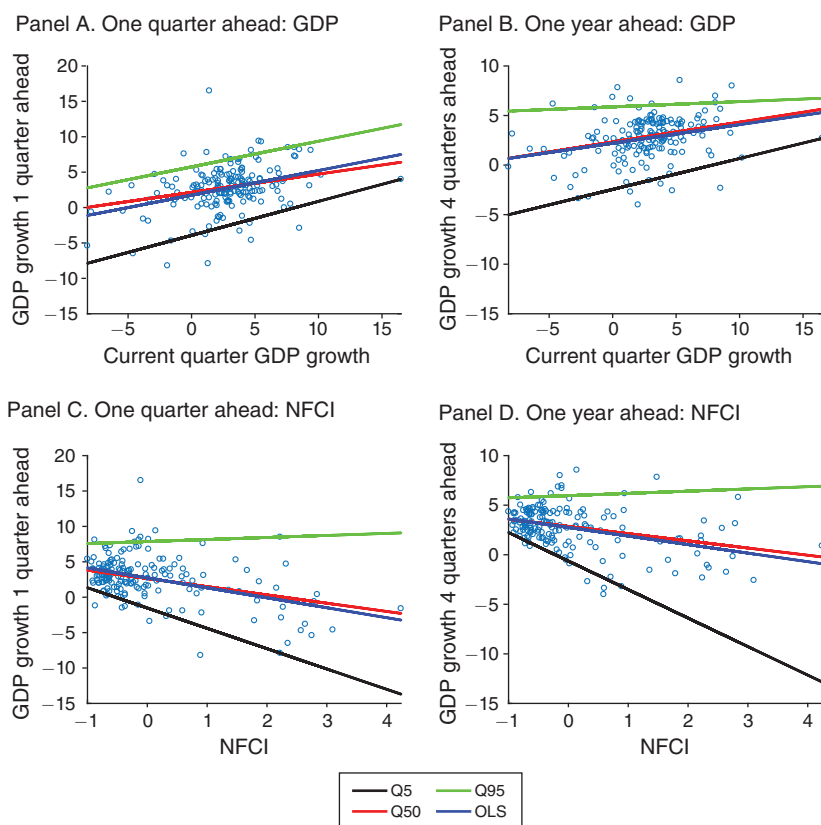 Panel A. One quarter ahead: GDP
GDP growth 1 quarter ahead
20
15
10
5
0
−5
−10
−15
−5 0 5 10 15
Current quarter GDP growth
Panel B. One year ahead: GDP
GDP growth 4 quarters ahead
10
5
0
−5
−10
−15
−5 0 5 10 15
Current quarter GDP growth
Panel C. One quarter ahead: NFCI
GDP growth 1 quarter ahead
20
15
10
5
0
−5
−10
−15
−1 0 1 2 3 4
NFCI
Panel D. One year ahead: NFCI
GDP growth 4 quarters ahead
10
5
0
−5
−10
−15
−1 0 1 2 3 4
NFCI
Q5 Q95
Q50 OLS